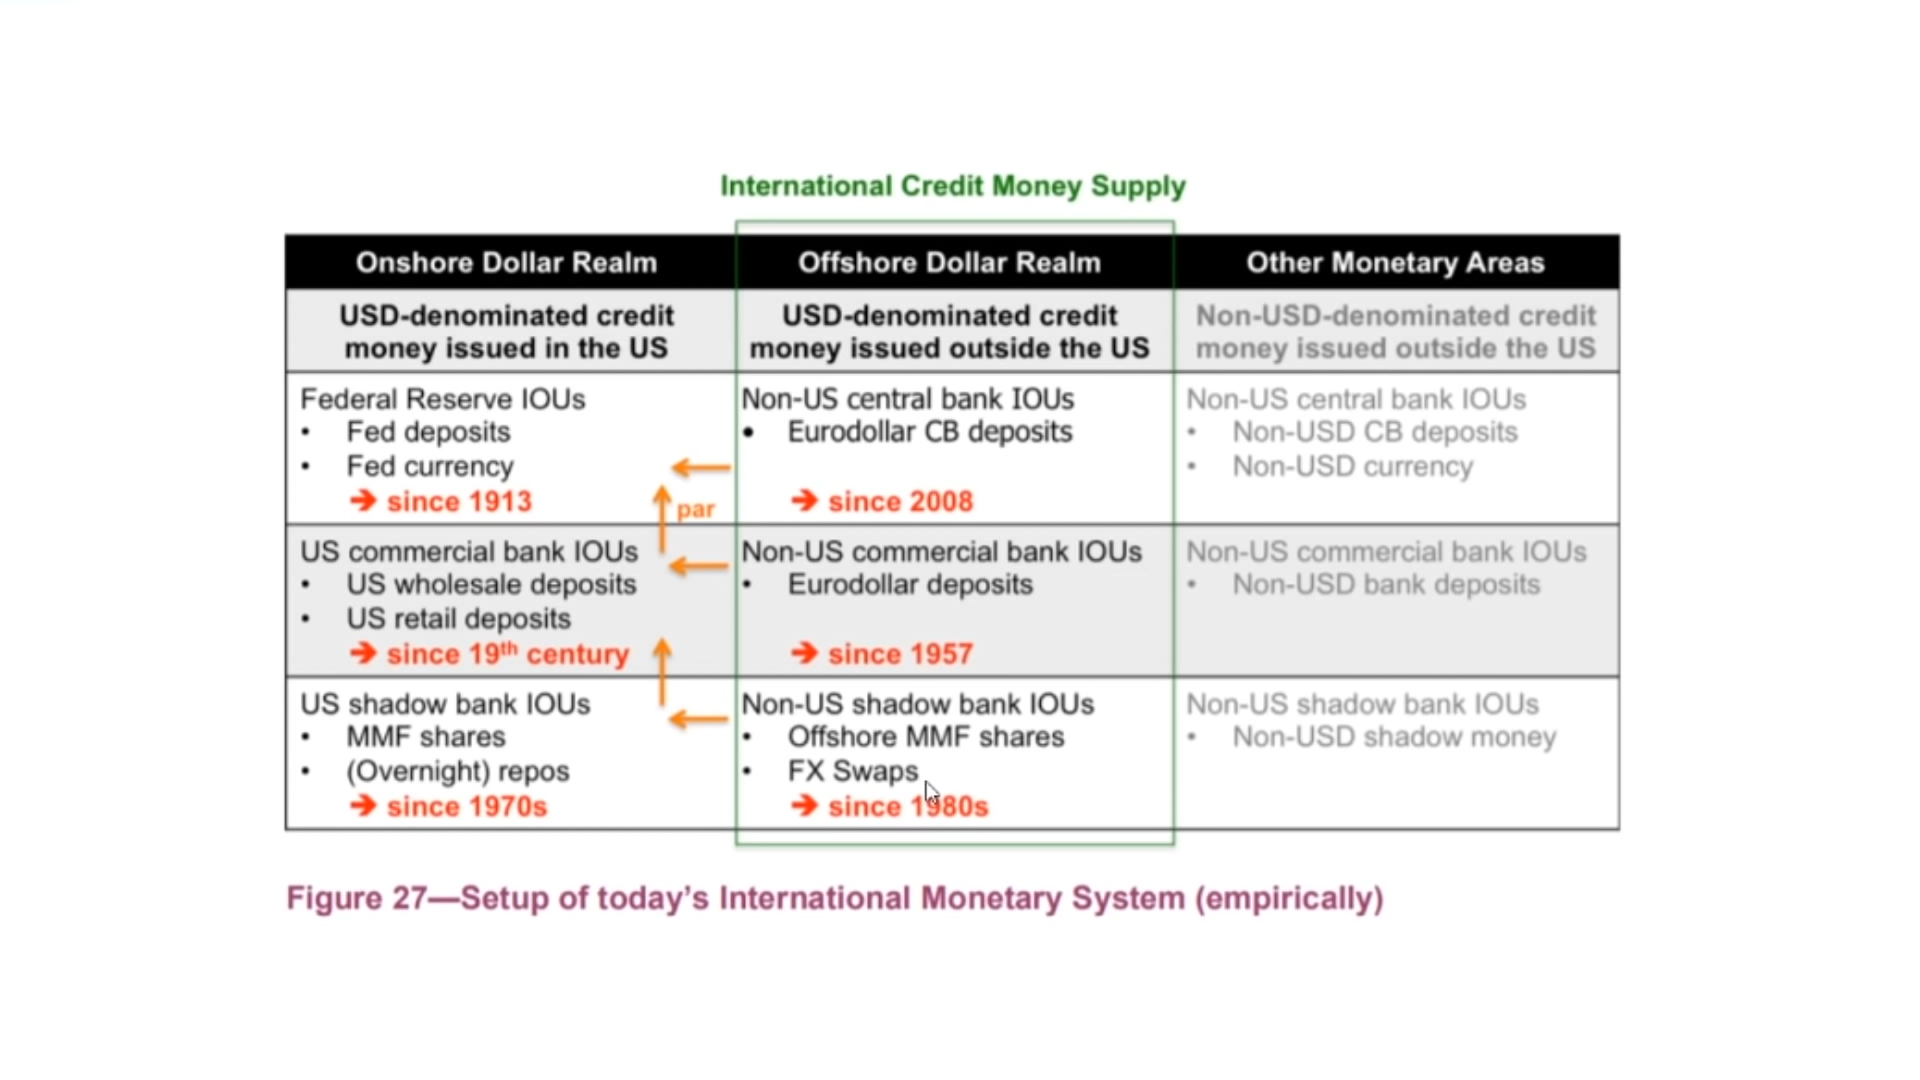 International Credit Money Supply
Onshore Dollar Realm
Offshore Dollar Realm
Other Monetary Areas
USD-denominated credit
money issued in the US
USD-denominated credit
money issued outside the US
Non-USD-denominated credit
money issued outside the US
Federal Reserve IOUs
• Fed deposits
• Fed currency
➔ since 1913
Non-US central bank IOUs
• Eurodollar CB deposits
➔ since 2008
Non-US central bank IOUs
• Non-USD CB deposits
• Non-USD currency
par
US commercial bank IOUs
• US wholesale deposits
• US retail deposits
➔ since 19th century
Non-US commercial bank IOUs
• Eurodollar deposits
➔ since 1957
Non-US commercial bank IOUs
• Non-USD bank deposits
US shadow bank IOUs
• MMF shares
• (Overnight) repos
➔ since 1970s
Non-US shadow bank IOUs
• Offshore MMF shares
• FX Swaps
➔ since 1980s
Non-US shadow bank IOUs
• Non-USD shadow money
Figure 27—Setup of today’s International Monetary System (empirically)